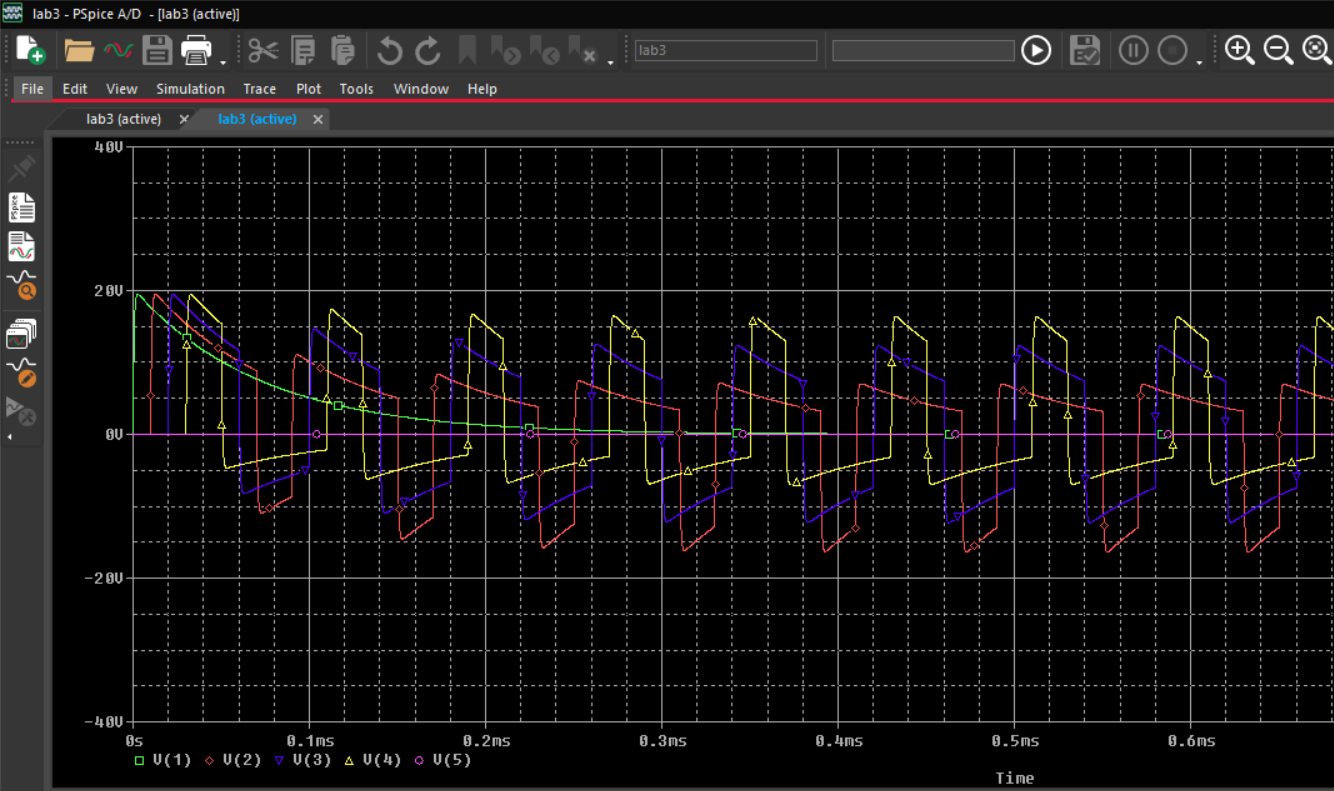 lab3 - PSpice A/D - [lab3 (active)]
lab3
File Edit View Simulation Trace Plot Tools Window Help
lab3 (active) lab3 (active)
PSpice
40V
20V
0V
-20V
-40V
0s 0.1ms 0.2ms 0.3ms 0.4ms 0.5ms 0.6ms
V(1) V(2) V(3) V(4) V(5)
Time